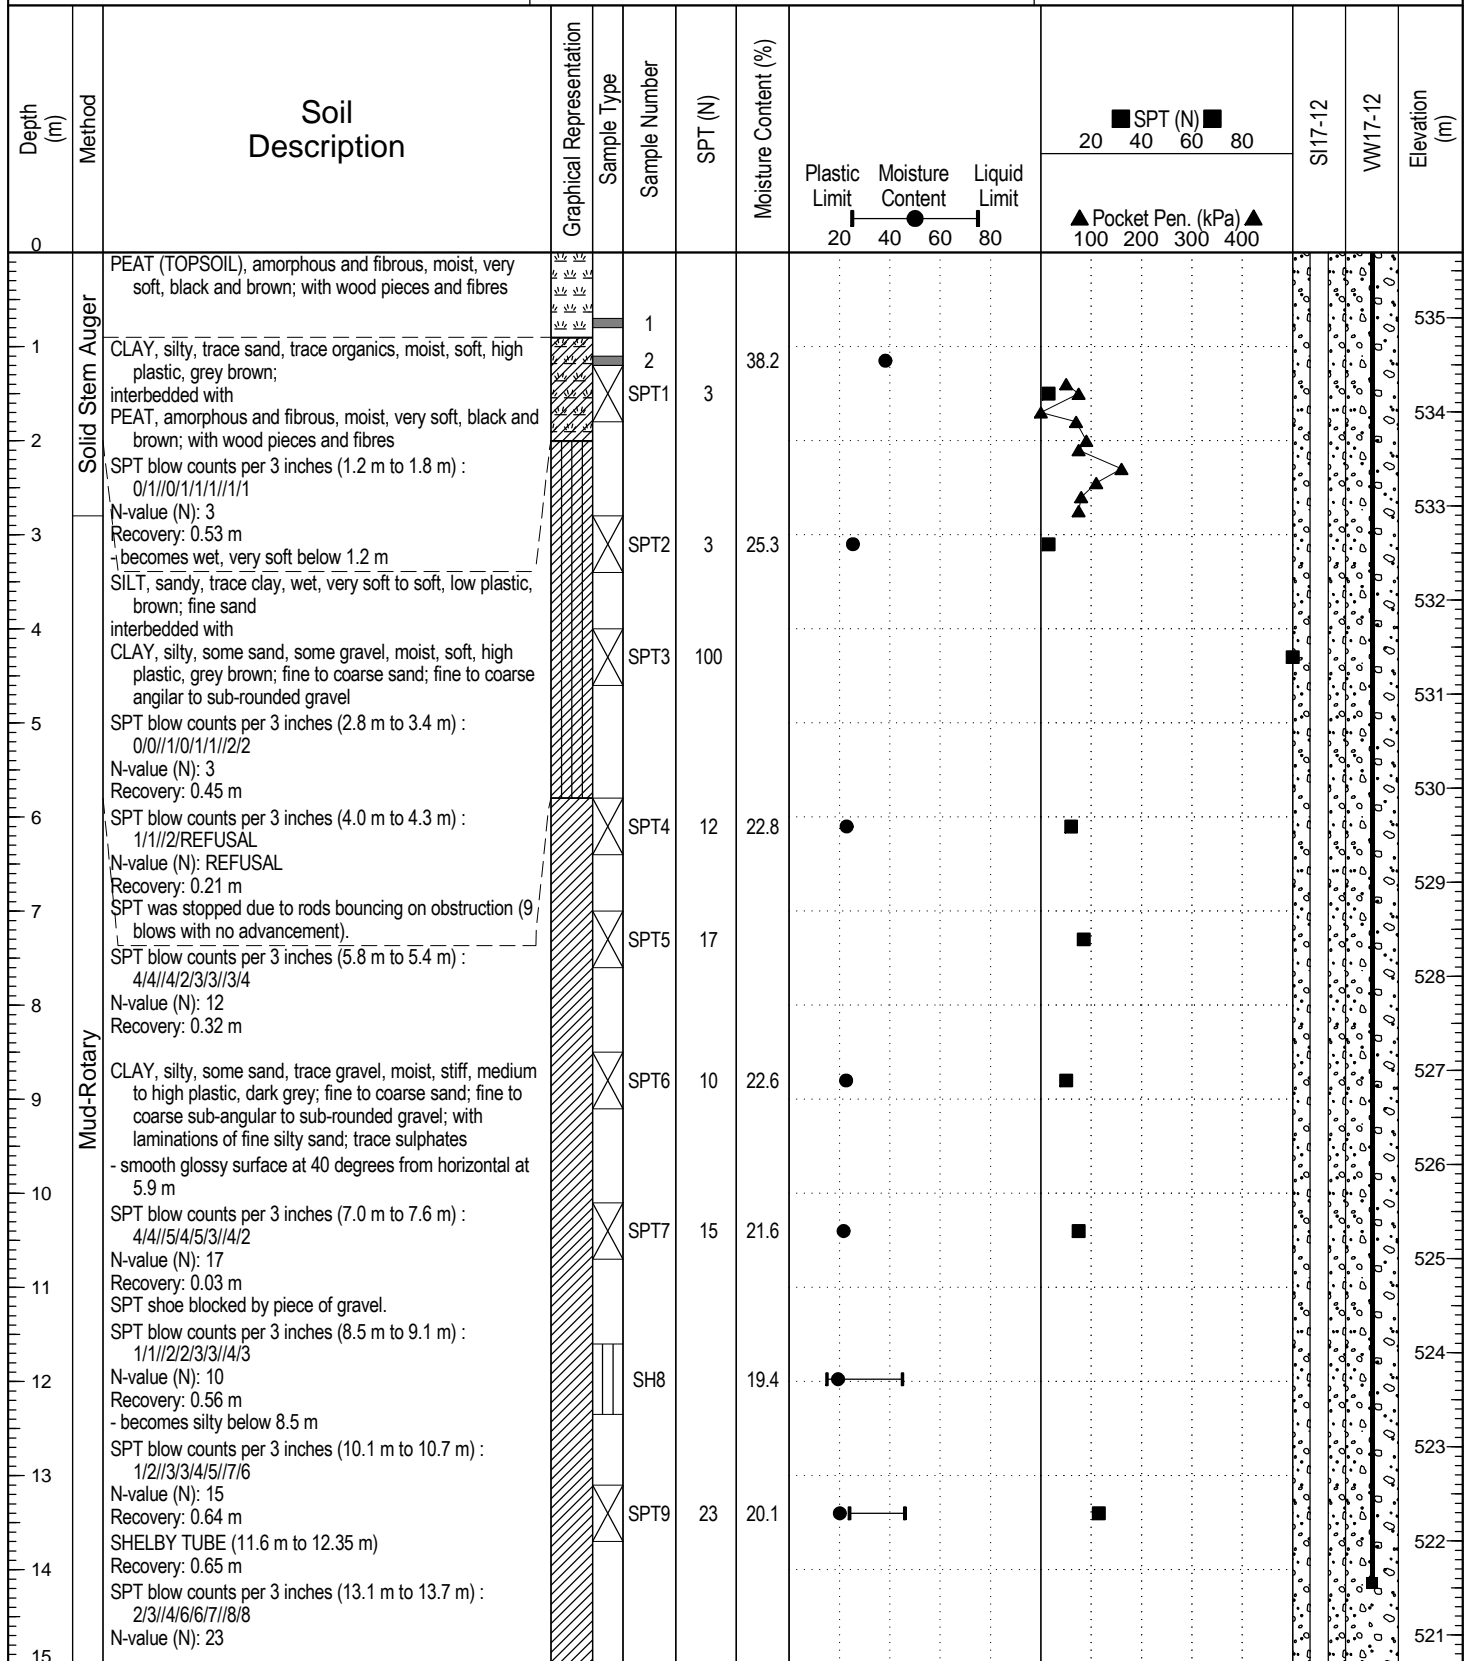 Depth
(m)
Method
Soil
Description
Graphical Representation
Sample Type
Sample Number
SPT (N)
Moisture Content (%)
Plastic
Limit
Moisture
Content
Liquid
Limit
20 40 60 80
SPT (N)
20 40 60 80
Pocket Pen. (kPa)
100 200 300 400
SI17-12
VW17-12
Elevation
(m)
0
1
2
3
4
5
6
7
8
9
10
11
12
13
14
15
Solid Stem Auger
Mud-Rotary
PEAT (TOPSOIL), amorphous and fibrous, moist, very
soft, black and brown; with wood pieces and fibres
CLAY, silty, trace sand, trace organics, moist, soft, high
plastic, grey brown;
interbedded with
PEAT, amorphous and fibrous, moist, very soft, black and
brown; with wood pieces and fibres
SPT blow counts per 3 inches (1.2 m to 1.8 m) :
0/1//0/1/1/1//1/1
N-value (N): 3
Recovery: 0.53 m
- becomes wet, very soft below 1.2 m
SILT, sandy, trace clay, wet, very soft to soft, low plastic,
brown; fine sand
interbedded with
CLAY, silty, some sand, some gravel, moist, soft, high
plastic, grey brown; fine to coarse sand; fine to coarse
angilar to sub-rounded gravel
SPT blow counts per 3 inches (2.8 m to 3.4 m) :
0/0//1/0/1/1//2/2
N-value (N): 3
Recovery: 0.45 m
SPT blow counts per 3 inches (4.0 m to 4.3 m) :
1/1//2/REFUSAL
N-value (N): REFUSAL
Recovery: 0.21 m
SPT was stopped due to rods bouncing on obstruction (9
blows with no advancement).
SPT blow counts per 3 inches (5.8 m to 5.4 m) :
4/4//4/2/3/3//3/4
N-value (N): 12
Recovery: 0.32 m
CLAY, silty, some sand, trace gravel, moist, stiff, medium
to high plastic, dark grey; fine to coarse sand; fine to
coarse sub-angular to sub-rounded gravel; with
laminations of fine silty sand; trace sulphates
- smooth glossy surface at 40 degrees from horizontal at
5.9 m
SPT blow counts per 3 inches (7.0 m to 7.6 m) :
4/4//5/4/5/3//4/2
N-value (N): 17
Recovery: 0.03 m
SPT shoe blocked by piece of gravel.
SPT blow counts per 3 inches (8.5 m to 9.1 m) :
1/1//2/2/3/3//4/3
N-value (N): 10
Recovery: 0.56 m
- becomes silty below 8.5 m
SPT blow counts per 3 inches (10.1 m to 10.7 m) :
1/2//3/3/4/5//7/6
N-value (N): 15
Recovery: 0.64 m
SHELBY TUBE (11.6 m to 12.35 m)
Recovery: 0.65 m
SPT blow counts per 3 inches (13.1 m to 13.7 m) :
2/3//4/6/6/7//8/8
N-value (N): 23
1
2 38.2
SPT1 3
SPT2 3 25.3
SPT3 100
SPT4 12 22.8
SPT5 17
SPT6 10 22.6
SPT7 15 21.6
SH8 19.4
SPT9 23 20.1
535
534
533
532
531
530
529
528
527
526
525
524
523
522
521